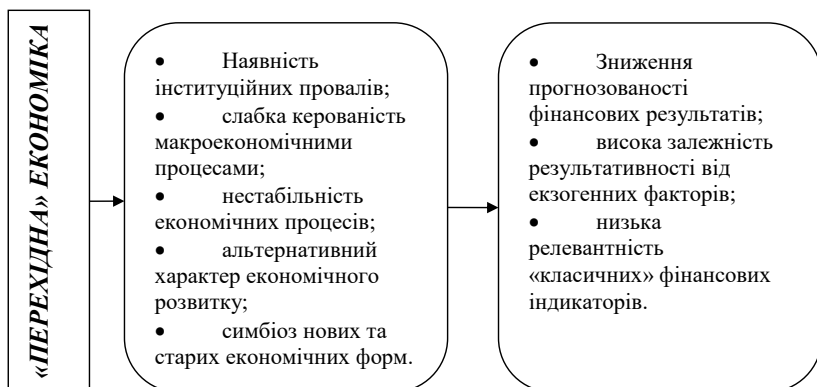 «ПЕРЕХІДНА» ЕКОНОМІКА
• Наявність
інституційних провалів;
• слабка керованість
макроекономічними
процесами;
• нестабільність
економічних процесів;
• альтернативний
характер економічного
розвитку;
• симбіоз нових та
старих економічних форм.
• Зниження
прогнозованості
фінансових результатів;
• висока залежність
результативності від
екзогенних факторів;
• низька
релевантність
«класичних» фінансових
індикаторів.